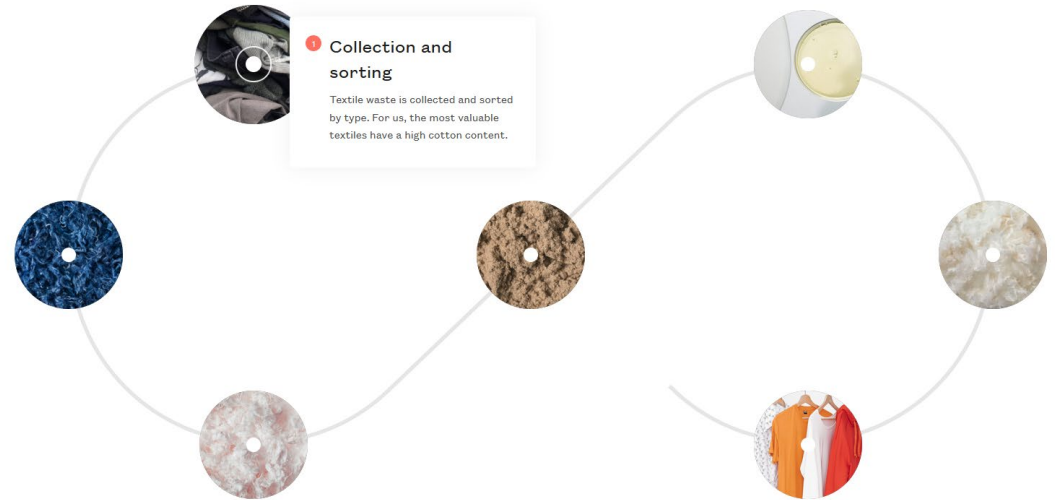 1
Collection and
sorting
Textile waste is collected and sorted
by type. For us, the most valuable
textiles have a high cotton content.